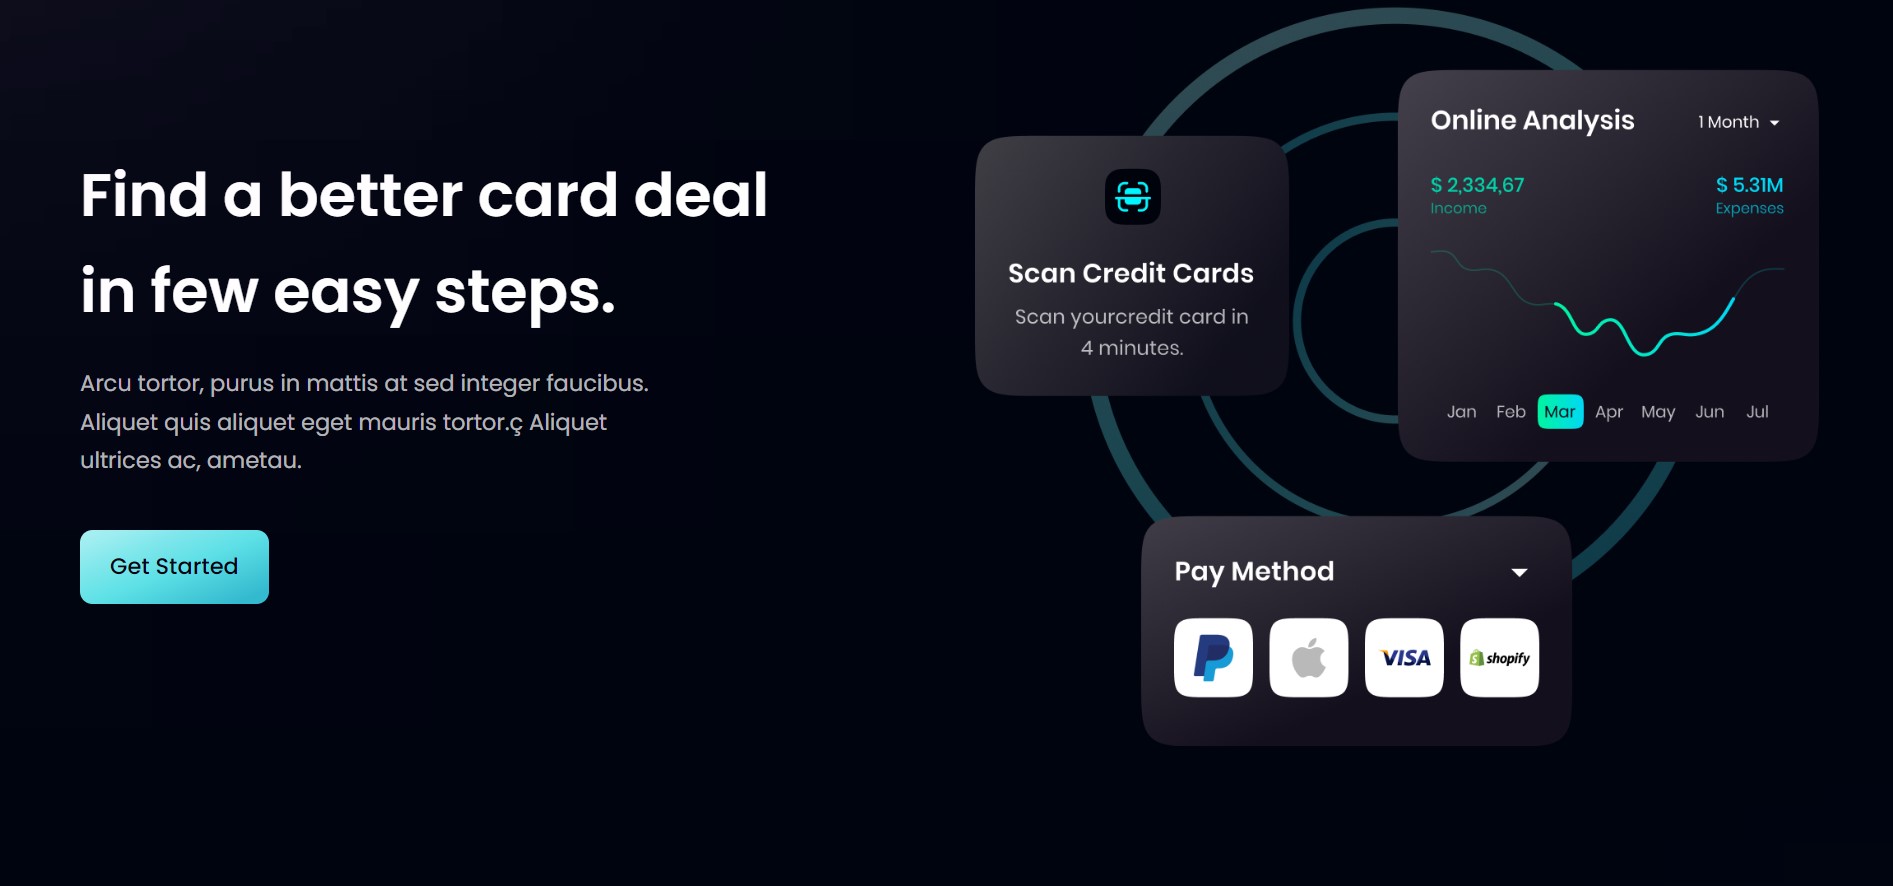 Find a better card deal
in few easy steps.
Arcu tortor, purus in mattis at sed integer faucibus.
Aliquet quis aliquet eget mauris tortor.ç Aliquet
ultrices ac, ametau.
Get Started
Scan Credit Cards
Scan yourcredit card in
4 minutes.
Online Analysis
1 Month
$ 2,334,67
Income
$ 5.31M
Expenses
Jan Feb Mar Apr May Jun Jul
Pay Method
VISA
shopify